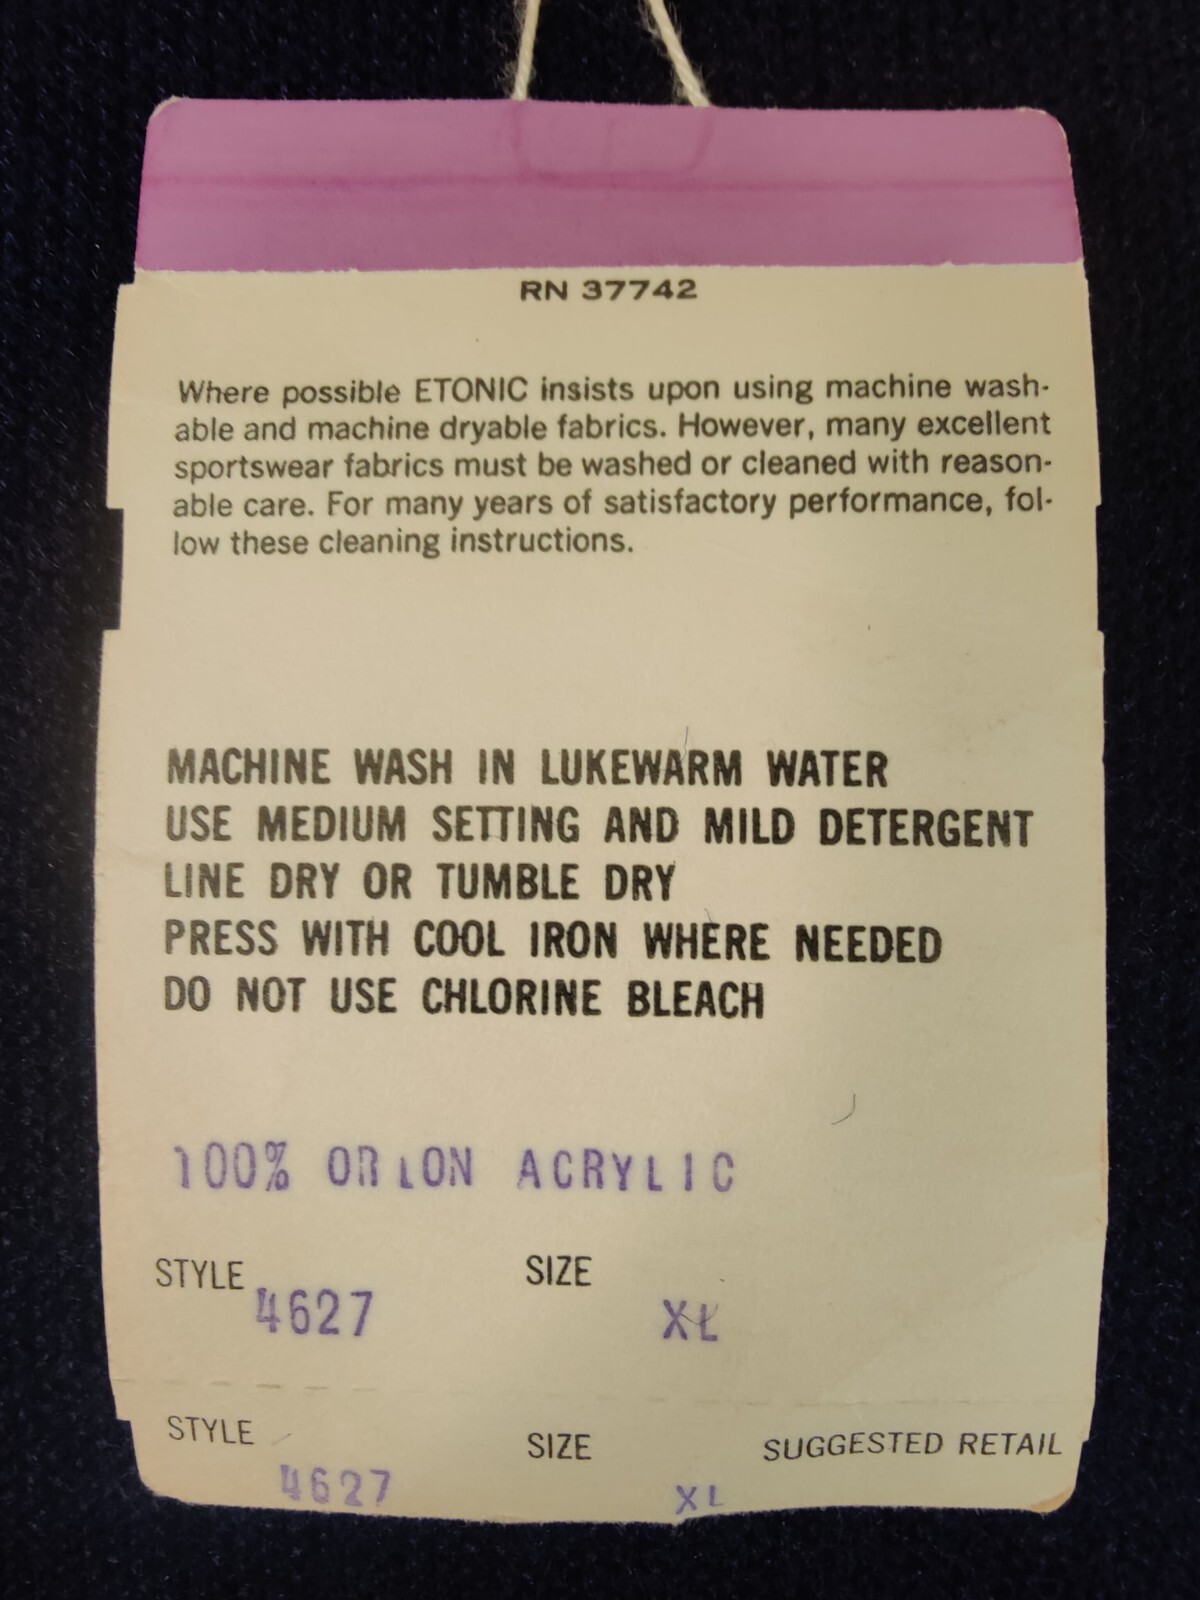 RN 37742
Where possible ETONIC insists upon using machine wash-
able and machine dryable fabrics. However, many excellent
sportswear fabrics must be washed or cleaned with reason-
able care. For many years of satisfactory performance, fol-
low these cleaning instructions.
MACHINE WASH IN LUKEWARM WATER
USE MEDIUM SETTING AND MILD DETERGENT
LINE DRY OR TUMBLE DRY
PRESS WITH COOL IRON WHERE NEEDED
DO NOT USE CHLORINE BLEACH
100% ORLON ACRYLIC
STYLE SIZE
4627 XL
STYLE SIZE SUGGESTED RETAIL
4627 XL